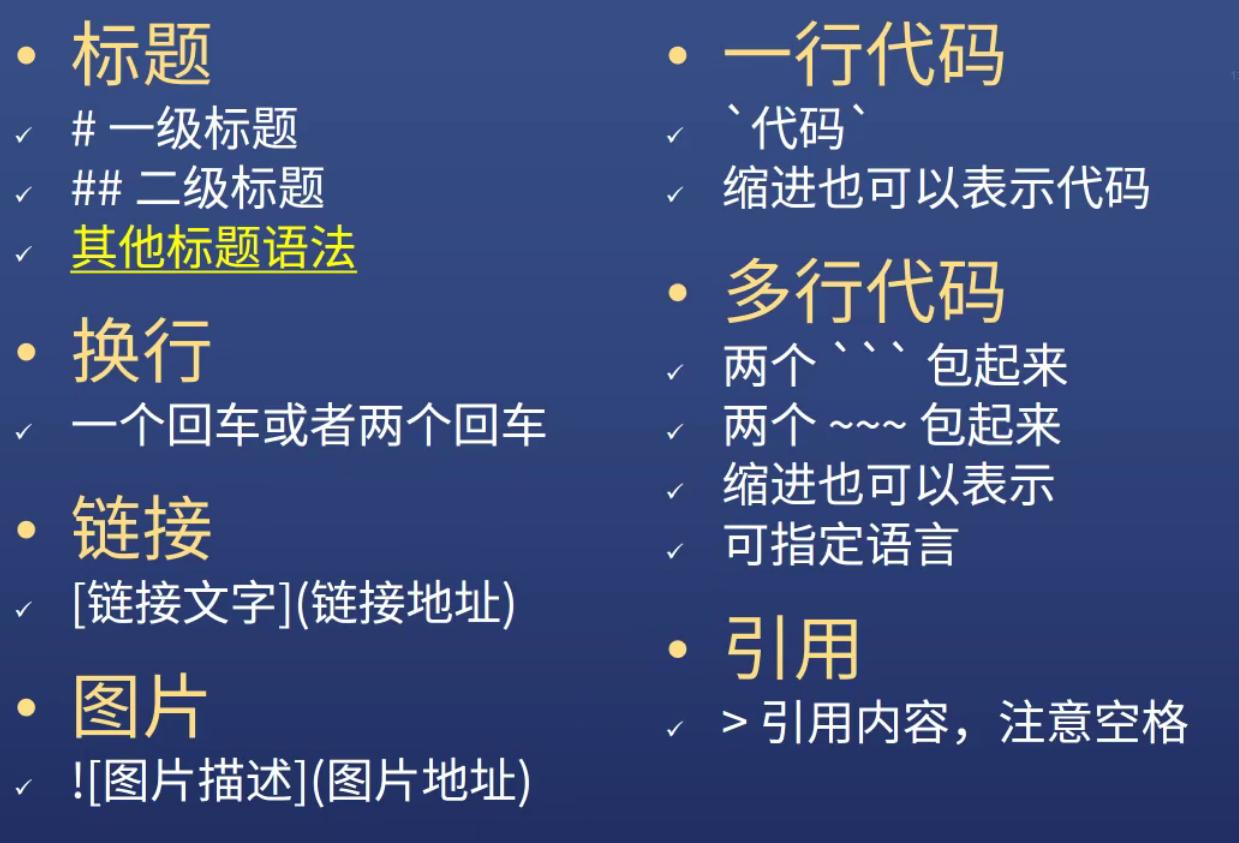 • 标题
✓ # 一级标题
✓ ## 二级标题
✓ 其他标题语法
• 换行
✓ 一个回车或者两个回车
• 链接
✓ [链接文字](链接地址)
• 图片
✓ ![图片描述](图片地址)
• 一行代码
✓ `代码`
✓ 缩进也可以表示代码
• 多行代码
✓ 两个 ``` 包起来
✓ 两个 ~~~ 包起来
✓ 缩进也可以表示
✓ 可指定语言
• 引用
✓ > 引用内容，注意空格